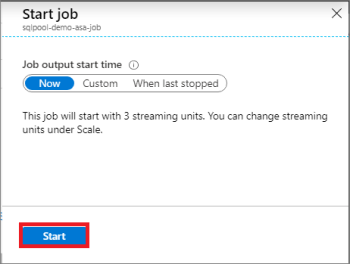 Start job
sqlpool-demo-asa-job
Job output start time
Now Custom When last stopped
This job will start with 3 streaming units. You can change streaming
units under Scale.
Start